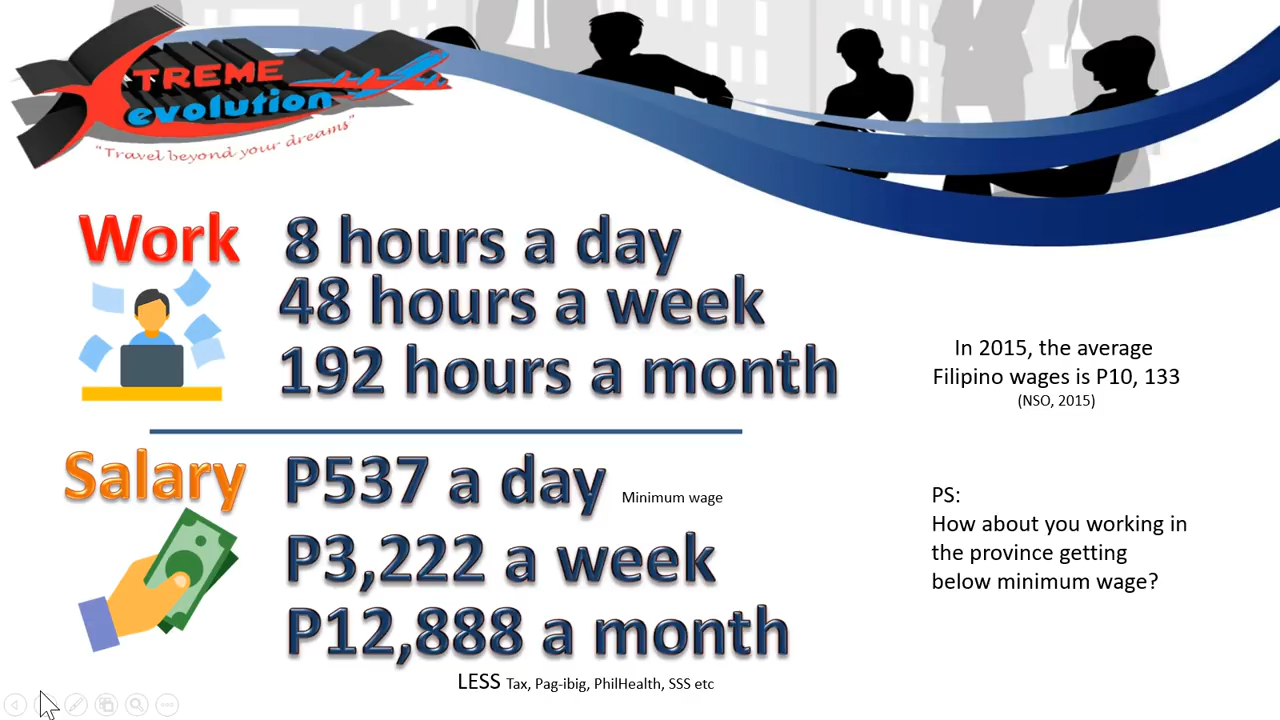 XTREME
evolution
"Travel beyond your dreams"
Work 8 hours a day
48 hours a week
192 hours a month
In 2015, the average
Filipino wages is P10, 133
(NSO, 2015)
Salary P537 a day Minimum wage
P3,222 a week
P12,888 a month
LESS Tax, Pag-ibig, PhilHealth, SSS etc
PS:
How about you working in
the province getting
below minimum wage?